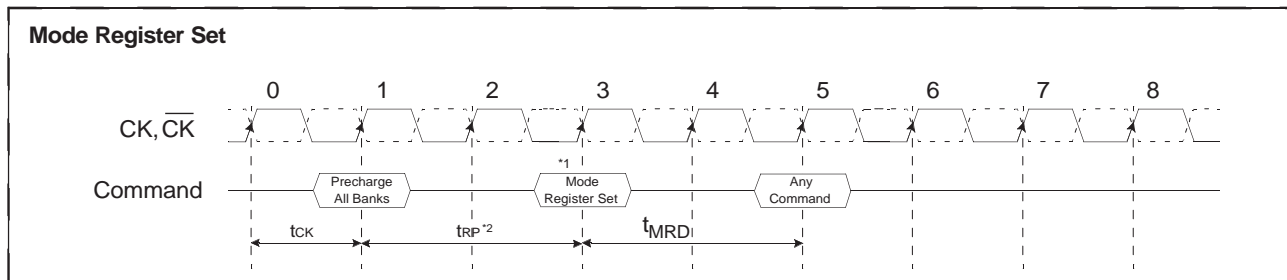 Mode Register Set
0 1 2 3 4 5 6 7 8
CK, C̅K̅
*1
Command Precharge All Banks Mode Register Set Any Command
tCK tRP*2 tMRD